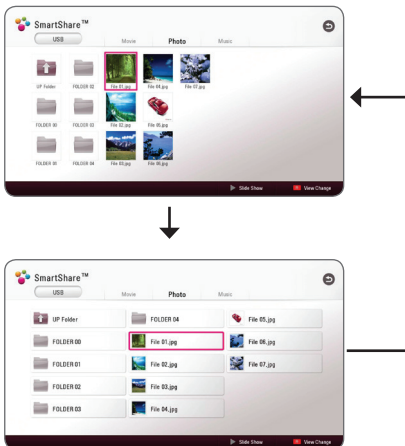 SmartShare™
USB
Movie Photo Music
UP Folder FOLDER 02 File 01.jpg File 04.jpg File 07.jpg
FOLDER 00 FOLDER 03 File 02.jpg File 05.jpg
FOLDER 01 FOLDER 04 File 03.jpg File 06.jpg
Slide Show View Change
SmartShare™
USB
Movie Photo Music
UP Folder FOLDER 04 File 05.jpg
FOLDER 00 File 01.jpg File 06.jpg
FOLDER 01 File 02.jpg File 07.jpg
FOLDER 02 File 03.jpg
FOLDER 03 File 04.jpg
Slide Show View Change